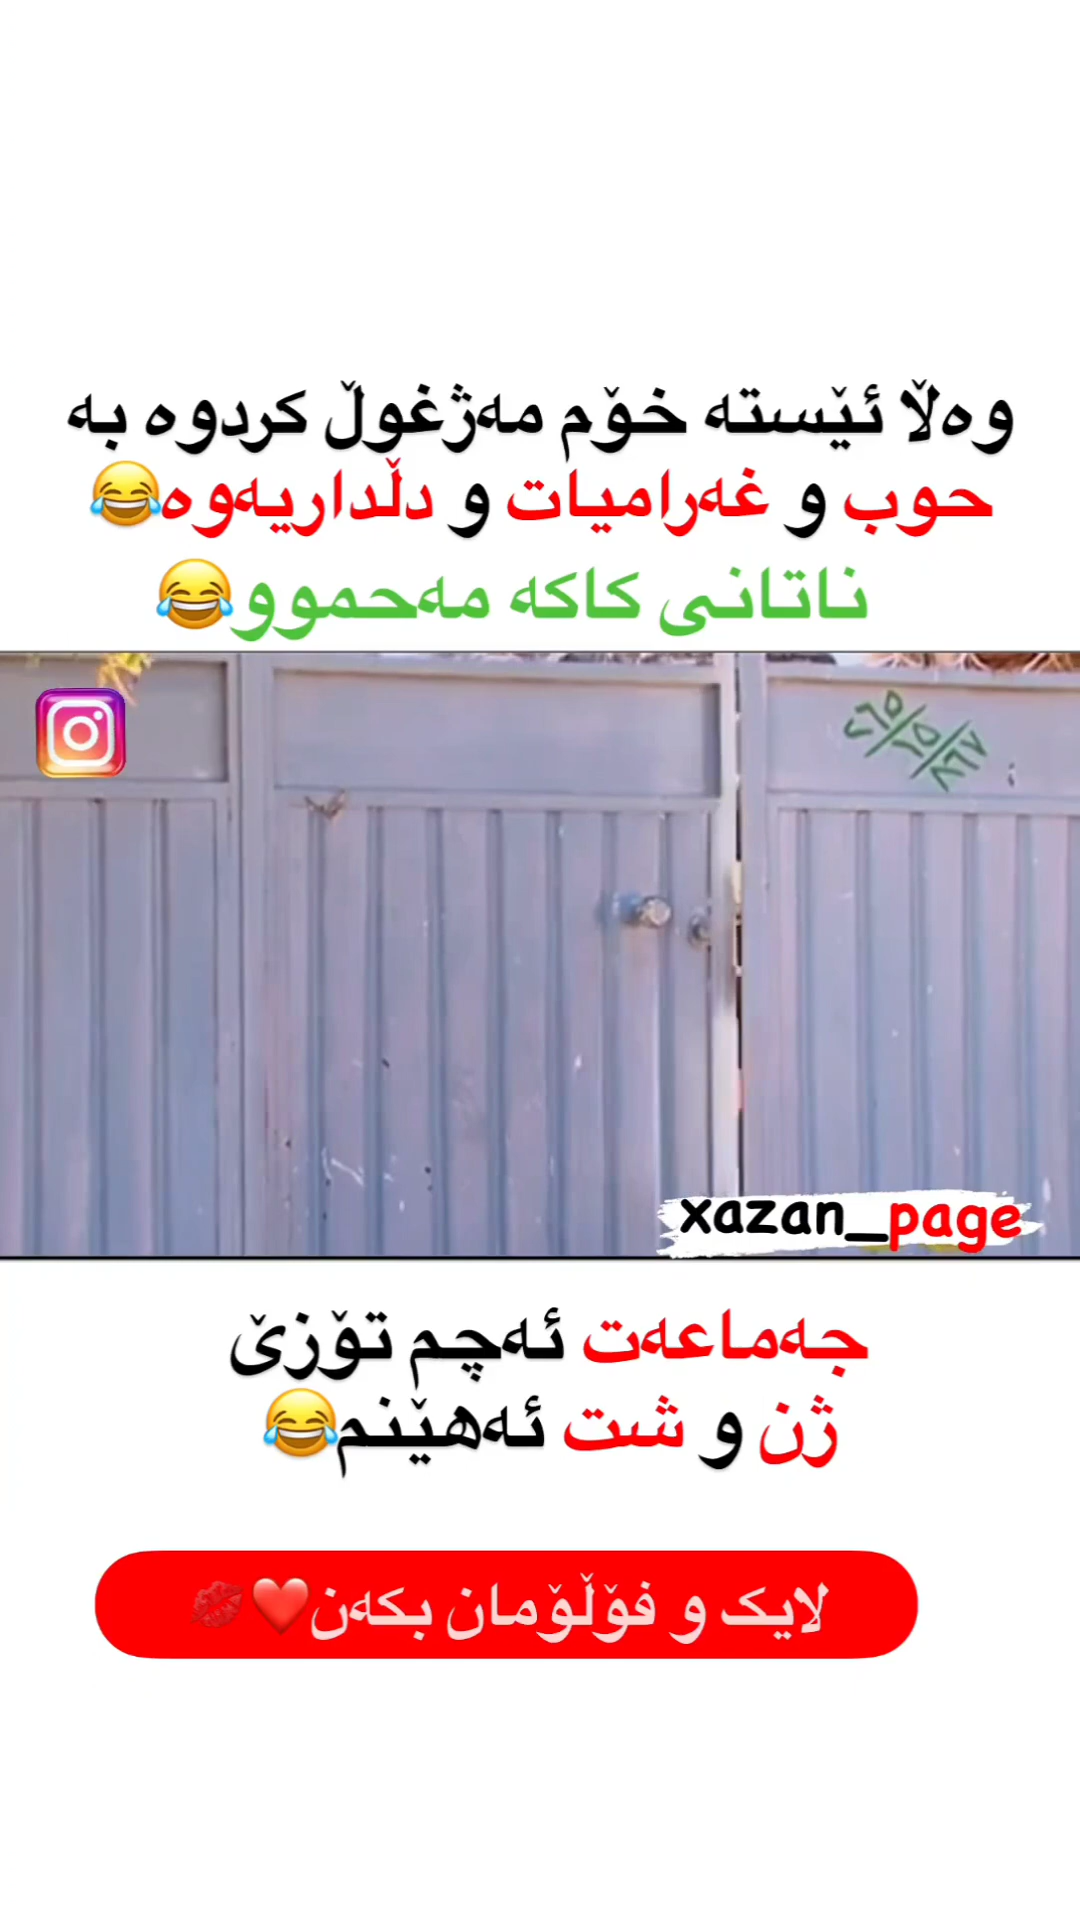 وەڵا ئێستە خۆم مەژغوڵ کردوە بە
حوب و غەرامیات و دڵداریەوە😂
ناتانی کاکە مەحموو😂
xazan_page
جەماعەت ئەچم تۆزێ
ژن و شت ئەهێنم😂
لایک و فۆڵۆمان بکەن❤️💋